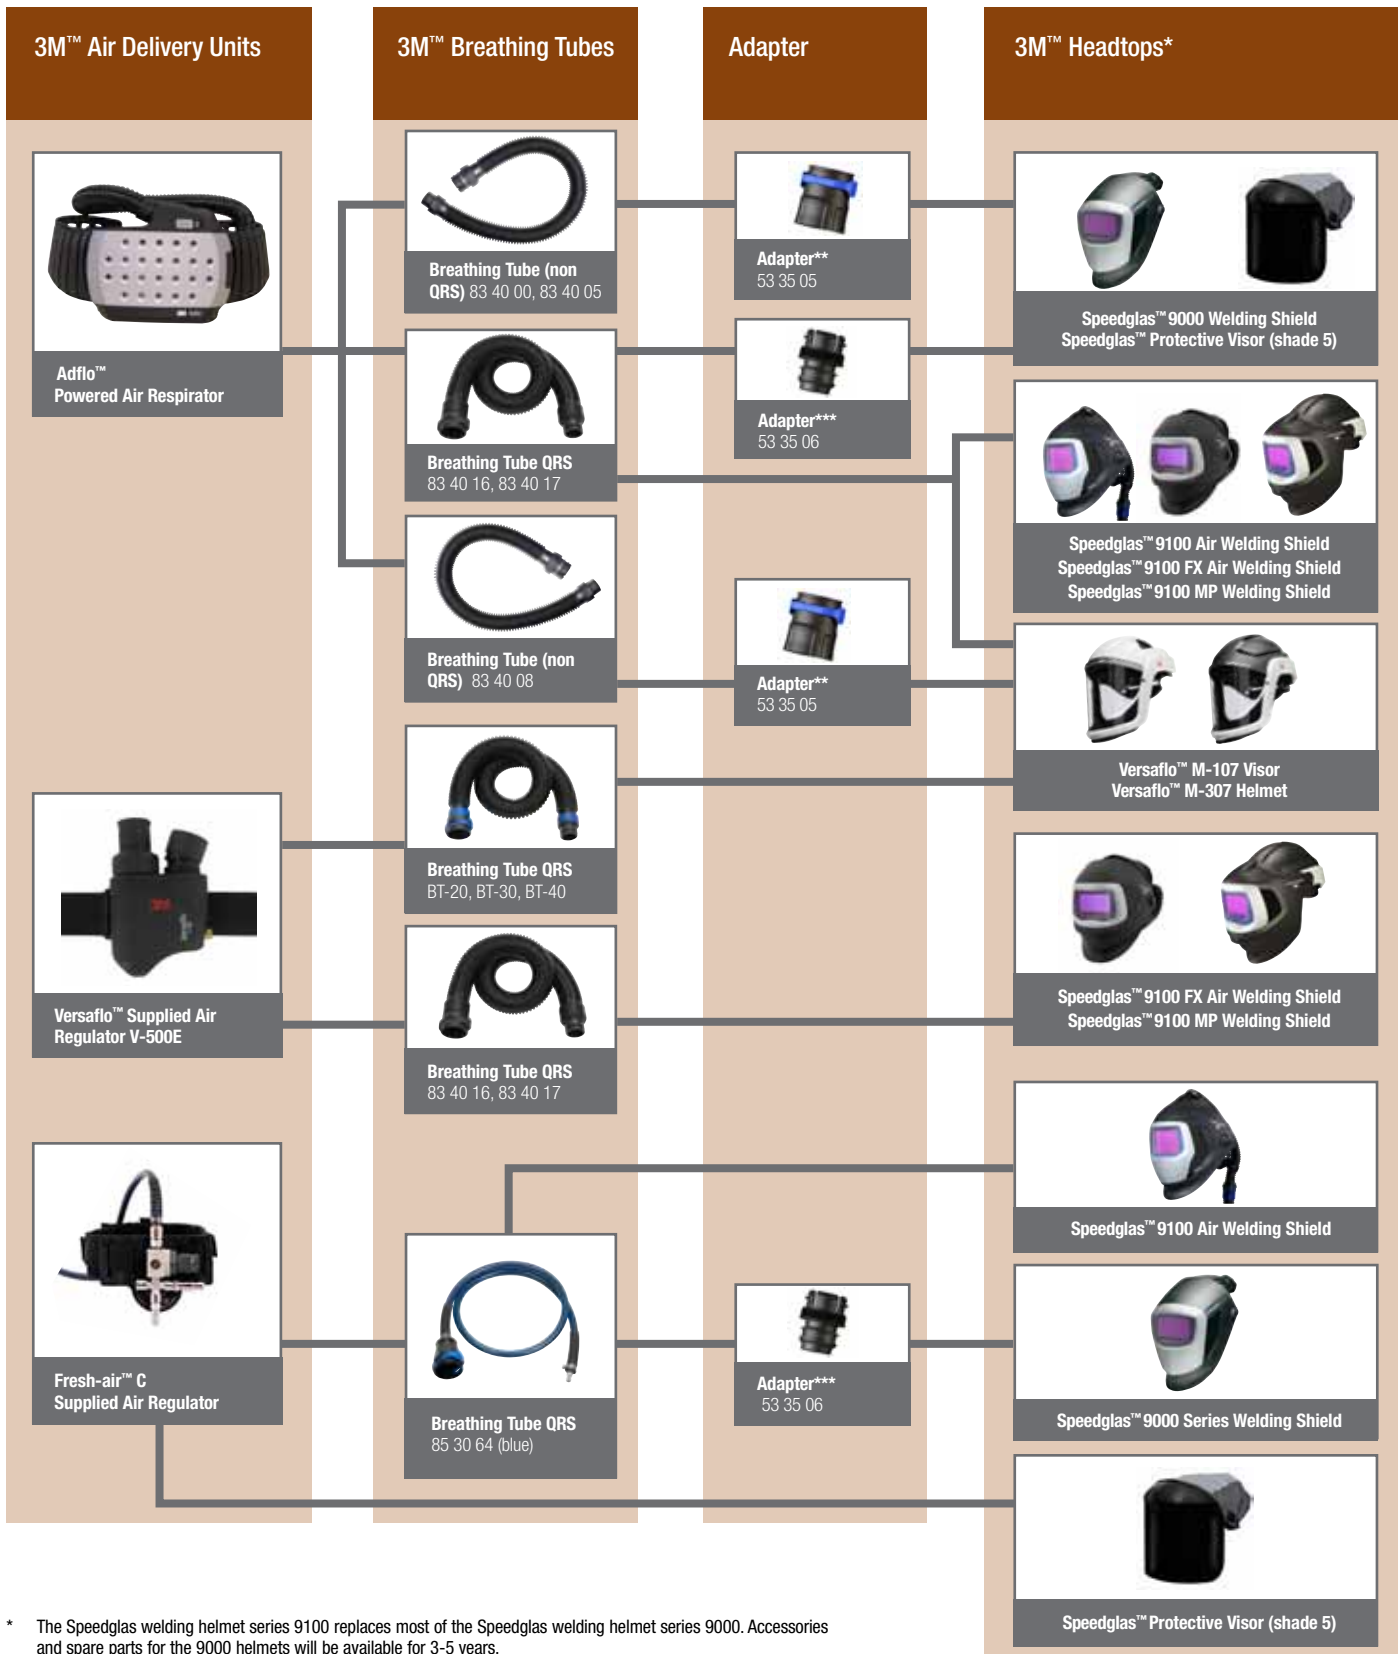 3M™ Air Delivery Units
3M™ Breathing Tubes
Adapter
3M™ Headtops*
Adflo™
Powered Air Respirator
Versaflo™ Supplied Air
Regulator V-500E
Fresh-air™ C
Supplied Air Regulator
Breathing Tube (non
QRS) 83 40 00, 83 40 05
Breathing Tube QRS
83 40 16, 83 40 17
Breathing Tube (non
QRS) 83 40 08
Breathing Tube QRS
BT-20, BT-30, BT-40
Breathing Tube QRS
83 40 16, 83 40 17
Breathing Tube QRS
85 30 64 (blue)
Adapter**
53 35 05
Adapter***
53 35 06
Adapter**
53 35 05
Adapter***
53 35 06
Speedglas™ 9000 Welding Shield
Speedglas™ Protective Visor (shade 5)
Speedglas™ 9100 Air Welding Shield
Speedglas™ 9100 FX Air Welding Shield
Speedglas™ 9100 MP Welding Shield
Versaflo™ M-107 Visor
Versaflo™ M-307 Helmet
Speedglas™ 9100 FX Air Welding Shield
Speedglas™ 9100 MP Welding Shield
Speedglas™ 9100 Air Welding Shield
Speedglas™ 9000 Series Welding Shield
Speedglas™ Protective Visor (shade 5)
* The Speedglas welding helmet series 9100 replaces most of the Speedglas welding helmet series 9000. Accessories
and spare parts for the 9000 helmets will be available for 3-5 years.